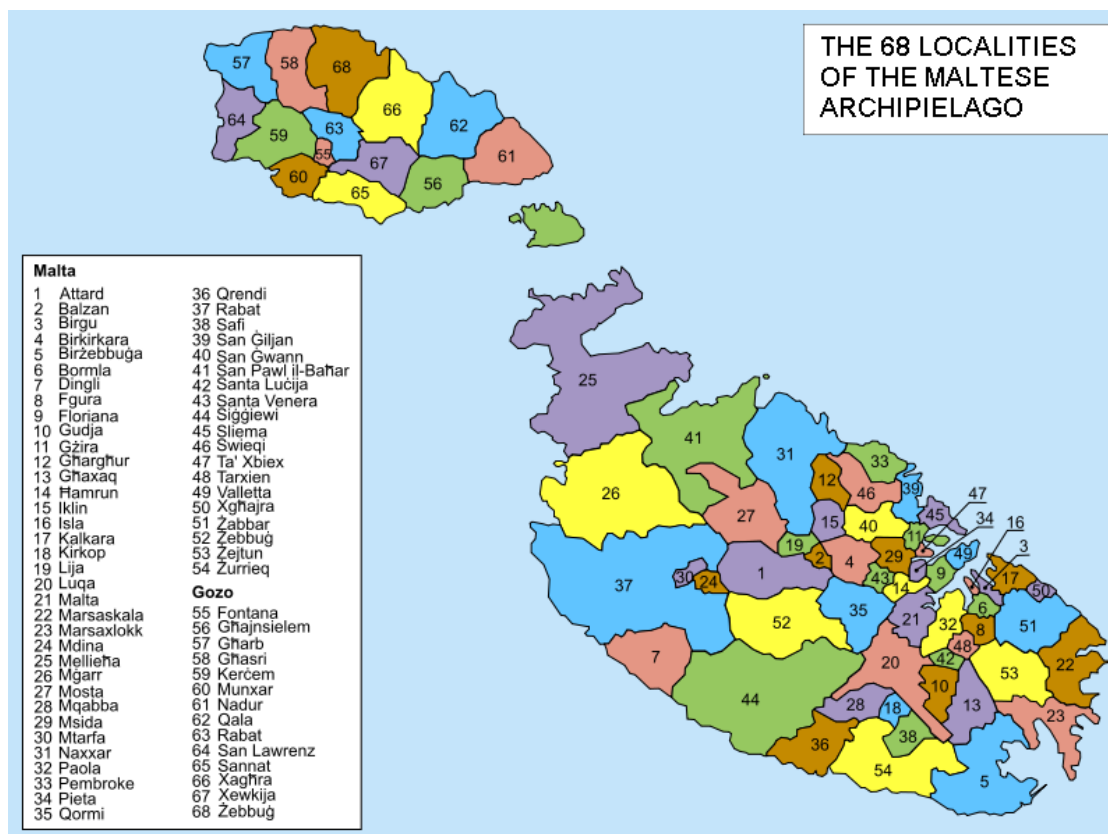 THE 68 LOCALITIES
OF THE MALTESE
ARCHIPIELAGO
57
58
68
66
62
64
59
63
55
67
61
60
65
56
Malta
1 Attard
2 Balzan
3 Birgu
4 Birkirkara
5 Birżebbuġa
6 Bormla
7 Dingli
8 Fgura
9 Floriana
10 Gudja
11 Gżira
12 Għargħur
13 Għaxaq
14 Ħamrun
15 Iklin
16 Isla
17 Kalkara
18 Kirkop
19 Lija
20 Luqa
21 Malta
22 Marsaskala
23 Marsaxlokk
24 Mdina
25 Mellieħa
26 Mġarr
27 Mosta
28 Mqabba
29 Msida
30 Mtarfa
31 Naxxar
32 Paola
33 Pembroke
34 Pieta
35 Qormi
36 Qrendi
37 Rabat
38 Safi
39 San Ġiljan
40 San Ġwann
41 San Pawl il-Baħar
42 Santa Luċija
43 Santa Venera
44 Siġġiewi
45 Sliema
46 Swieqi
47 Ta' Xbiex
48 Tarxien
49 Valletta
50 Xgħajra
51 Żabbar
52 Żebbuġ
53 Żejtun
54 Żurrieq
Gozo
55 Fontana
56 Għajnsielem
57 Għarb
58 Għasri
59 Kerċem
60 Munxar
61 Nadur
62 Qala
63 Rabat
64 San Lawrenz
65 Sannat
66 Xagħra
67 Xewkija
68 Żebbuġ
25
41
31
33
12
46
39
47
26
27
15
40
45
34
11
16
19
2
4
29
49
3
37
30
24
1
43
14
9
17
50
52
35
21
32
6
8
51
7
20
48
42
53
22
44
10
28
18
13
23
36
38
54
5